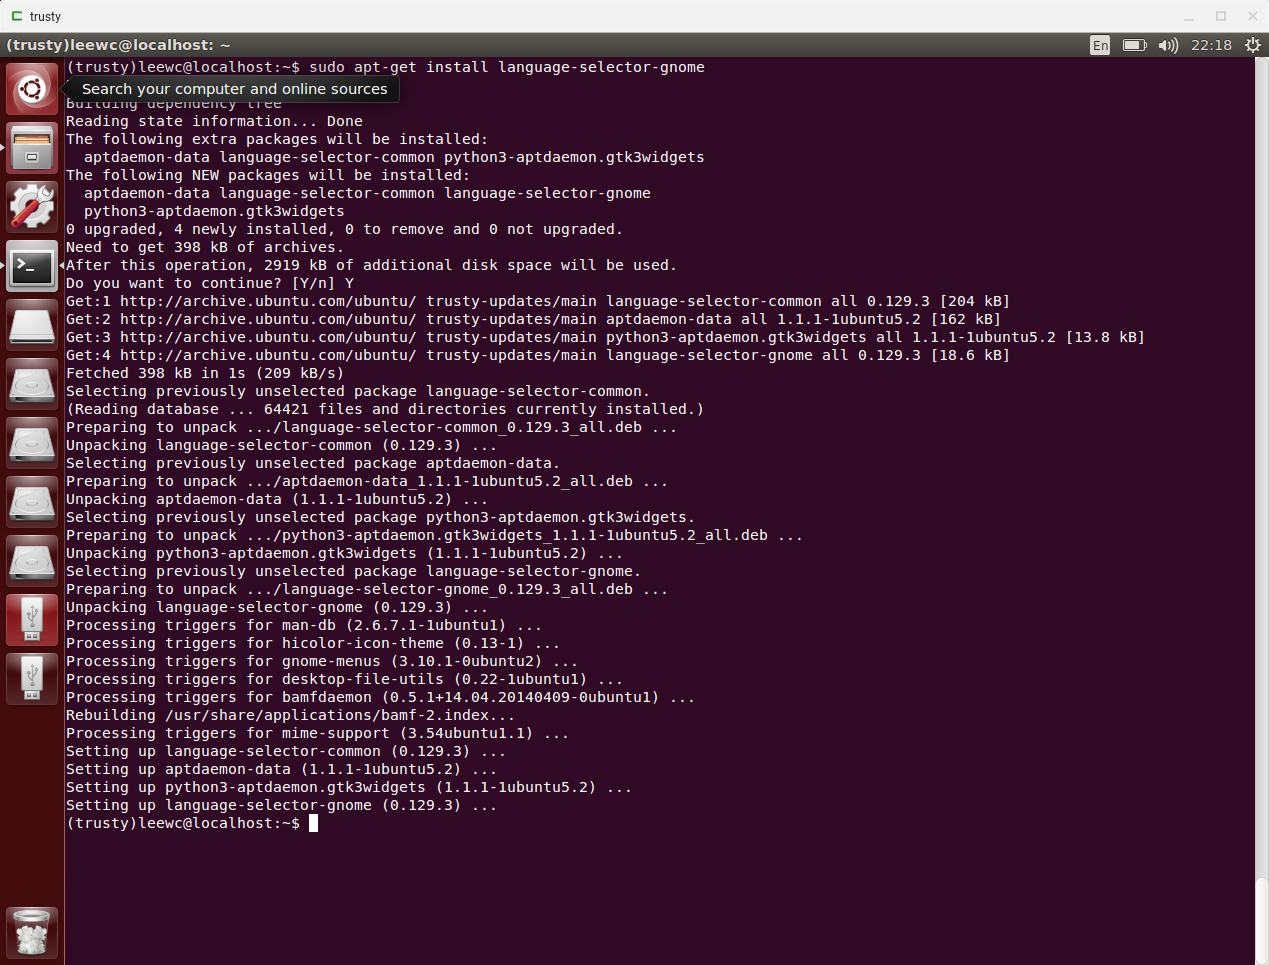 trusty
(trusty)leewc@localhost: ~
En
22:18
(trusty)leewc@localhost:~$ sudo apt-get install language-selector-gnome
Search your computer and online sources
Building dependency tree
Reading state information... Done
The following extra packages will be installed:
  aptdaemon-data language-selector-common python3-aptdaemon.gtk3widgets
The following NEW packages will be installed:
  aptdaemon-data language-selector-common language-selector-gnome
  python3-aptdaemon.gtk3widgets
0 upgraded, 4 newly installed, 0 to remove and 0 not upgraded.
Need to get 398 kB of archives.
After this operation, 2919 kB of additional disk space will be used.
Do you want to continue? [Y/n] Y
Get:1 http://archive.ubuntu.com/ubuntu/ trusty-updates/main language-selector-common all 0.129.3 [204 kB]
Get:2 http://archive.ubuntu.com/ubuntu/ trusty-updates/main aptdaemon-data all 1.1.1-1ubuntu5.2 [162 kB]
Get:3 http://archive.ubuntu.com/ubuntu/ trusty-updates/main python3-aptdaemon.gtk3widgets all 1.1.1-1ubuntu5.2 [13.8 kB]
Get:4 http://archive.ubuntu.com/ubuntu/ trusty-updates/main language-selector-gnome all 0.129.3 [18.6 kB]
Fetched 398 kB in 1s (209 kB/s)
Selecting previously unselected package language-selector-common.
(Reading database ... 64421 files and directories currently installed.)
Preparing to unpack .../language-selector-common_0.129.3_all.deb ...
Unpacking language-selector-common (0.129.3) ...
Selecting previously unselected package aptdaemon-data.
Preparing to unpack .../aptdaemon-data_1.1.1-1ubuntu5.2_all.deb ...
Unpacking aptdaemon-data (1.1.1-1ubuntu5.2) ...
Selecting previously unselected package python3-aptdaemon.gtk3widgets.
Preparing to unpack .../python3-aptdaemon.gtk3widgets_1.1.1-1ubuntu5.2_all.deb ...
Unpacking python3-aptdaemon.gtk3widgets (1.1.1-1ubuntu5.2) ...
Selecting previously unselected package language-selector-gnome.
Preparing to unpack .../language-selector-gnome_0.129.3_all.deb ...
Unpacking language-selector-gnome (0.129.3) ...
Processing triggers for man-db (2.6.7.1-1ubuntu1) ...
Processing triggers for hicolor-icon-theme (0.13-1) ...
Processing triggers for gnome-menus (3.10.1-0ubuntu2) ...
Processing triggers for desktop-file-utils (0.22-1ubuntu1) ...
Processing triggers for bamfdaemon (0.5.1+14.04.20140409-0ubuntu1) ...
Rebuilding /usr/share/applications/bamf-2.index...
Processing triggers for mime-support (3.54ubuntu1.1) ...
Setting up language-selector-common (0.129.3) ...
Setting up aptdaemon-data (1.1.1-1ubuntu5.2) ...
Setting up python3-aptdaemon.gtk3widgets (1.1.1-1ubuntu5.2) ...
Setting up language-selector-gnome (0.129.3) ...
(trusty)leewc@localhost:~$